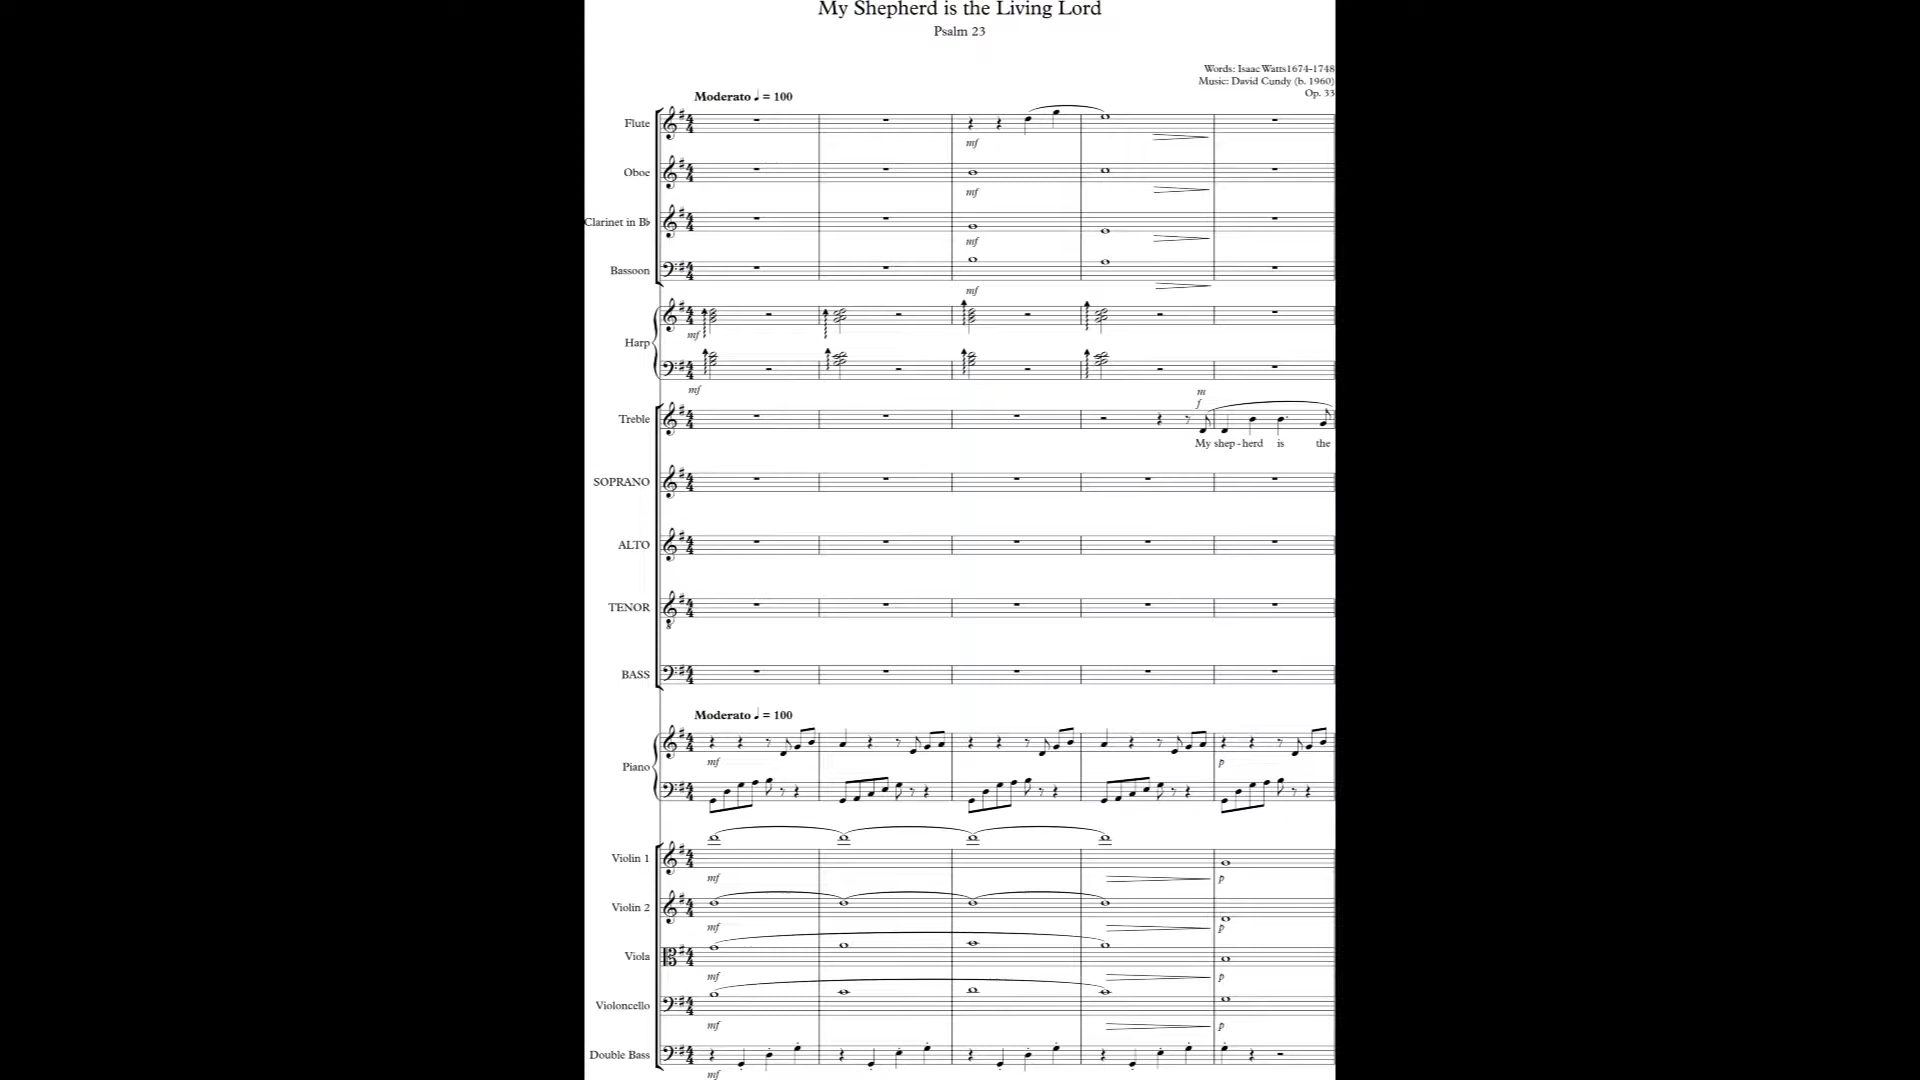 My Shepherd is the Living Lord
Psalm 23
Words: Isaac Watts1674-1748
Music: David Cundy (b. 1960)
Op. 33
Moderato ♩ = 100
Flute
mf
Oboe
mf
Clarinet in B♭
mf
Bassoon
mf
Harp
mf
mf
m
f
Treble
My shep - herd is the
SOPRANO
ALTO
TENOR
8
BASS
Moderato ♩ = 100
Piano
mf p
Violin 1
mf p
Violin 2
mf p
Viola
mf p
Violoncello
mf p
Double Bass
mf